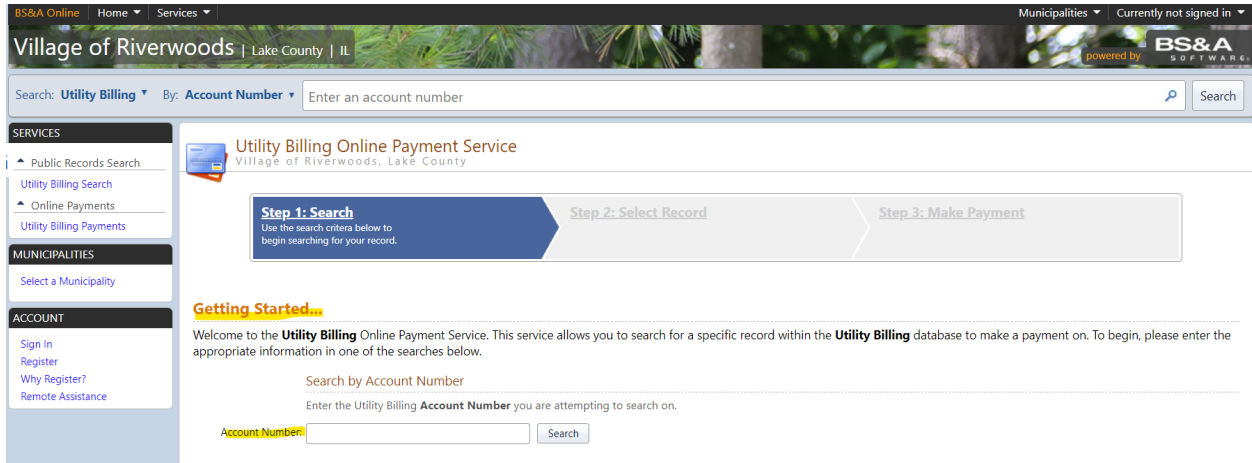 BS&A Online Home Services Municipalities Currently not signed in
Village of Riverwoods | Lake County | IL
powered by BS&A SOFTWARE
Search: Utility Billing By: Account Number Enter an account number Search
SERVICES
Public Records Search
Utility Billing Search
Online Payments
Utility Billing Payments
MUNICIPALITIES
Select a Municipality
ACCOUNT
Sign In
Register
Why Register?
Remote Assistance
Utility Billing Online Payment Service
Village of Riverwoods, Lake County
Step 1: Search
Use the search critera below to
begin searching for your record.
Step 2: Select Record
Step 3: Make Payment
Getting Started...
Welcome to the Utility Billing Online Payment Service. This service allows you to search for a specific record within the Utility Billing database to make a payment on. To begin, please enter the
appropriate information in one of the searches below.
Search by Account Number
Enter the Utility Billing Account Number you are attempting to search on.
Account Number: Search